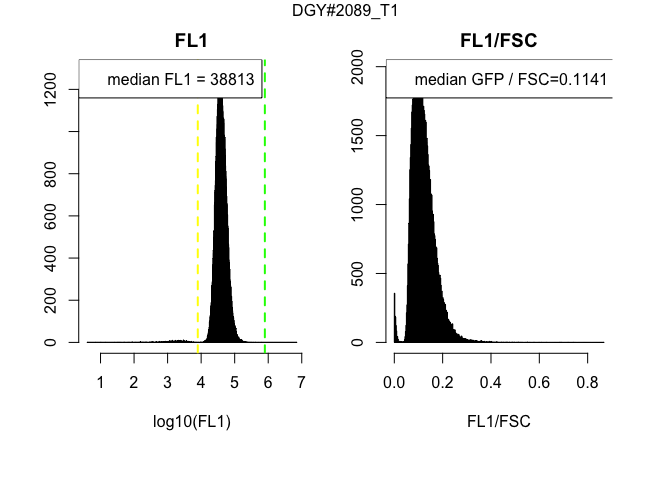 DGY#2089_T1
FL1
median FL1 = 38813
0 200 400 600 800 1200
1 2 3 4 5 6 7
log10(FL1)
FL1/FSC
median GFP / FSC=0.1141
0 500 1000 1500 2000
0.0 0.2 0.4 0.6 0.8
FL1/FSC